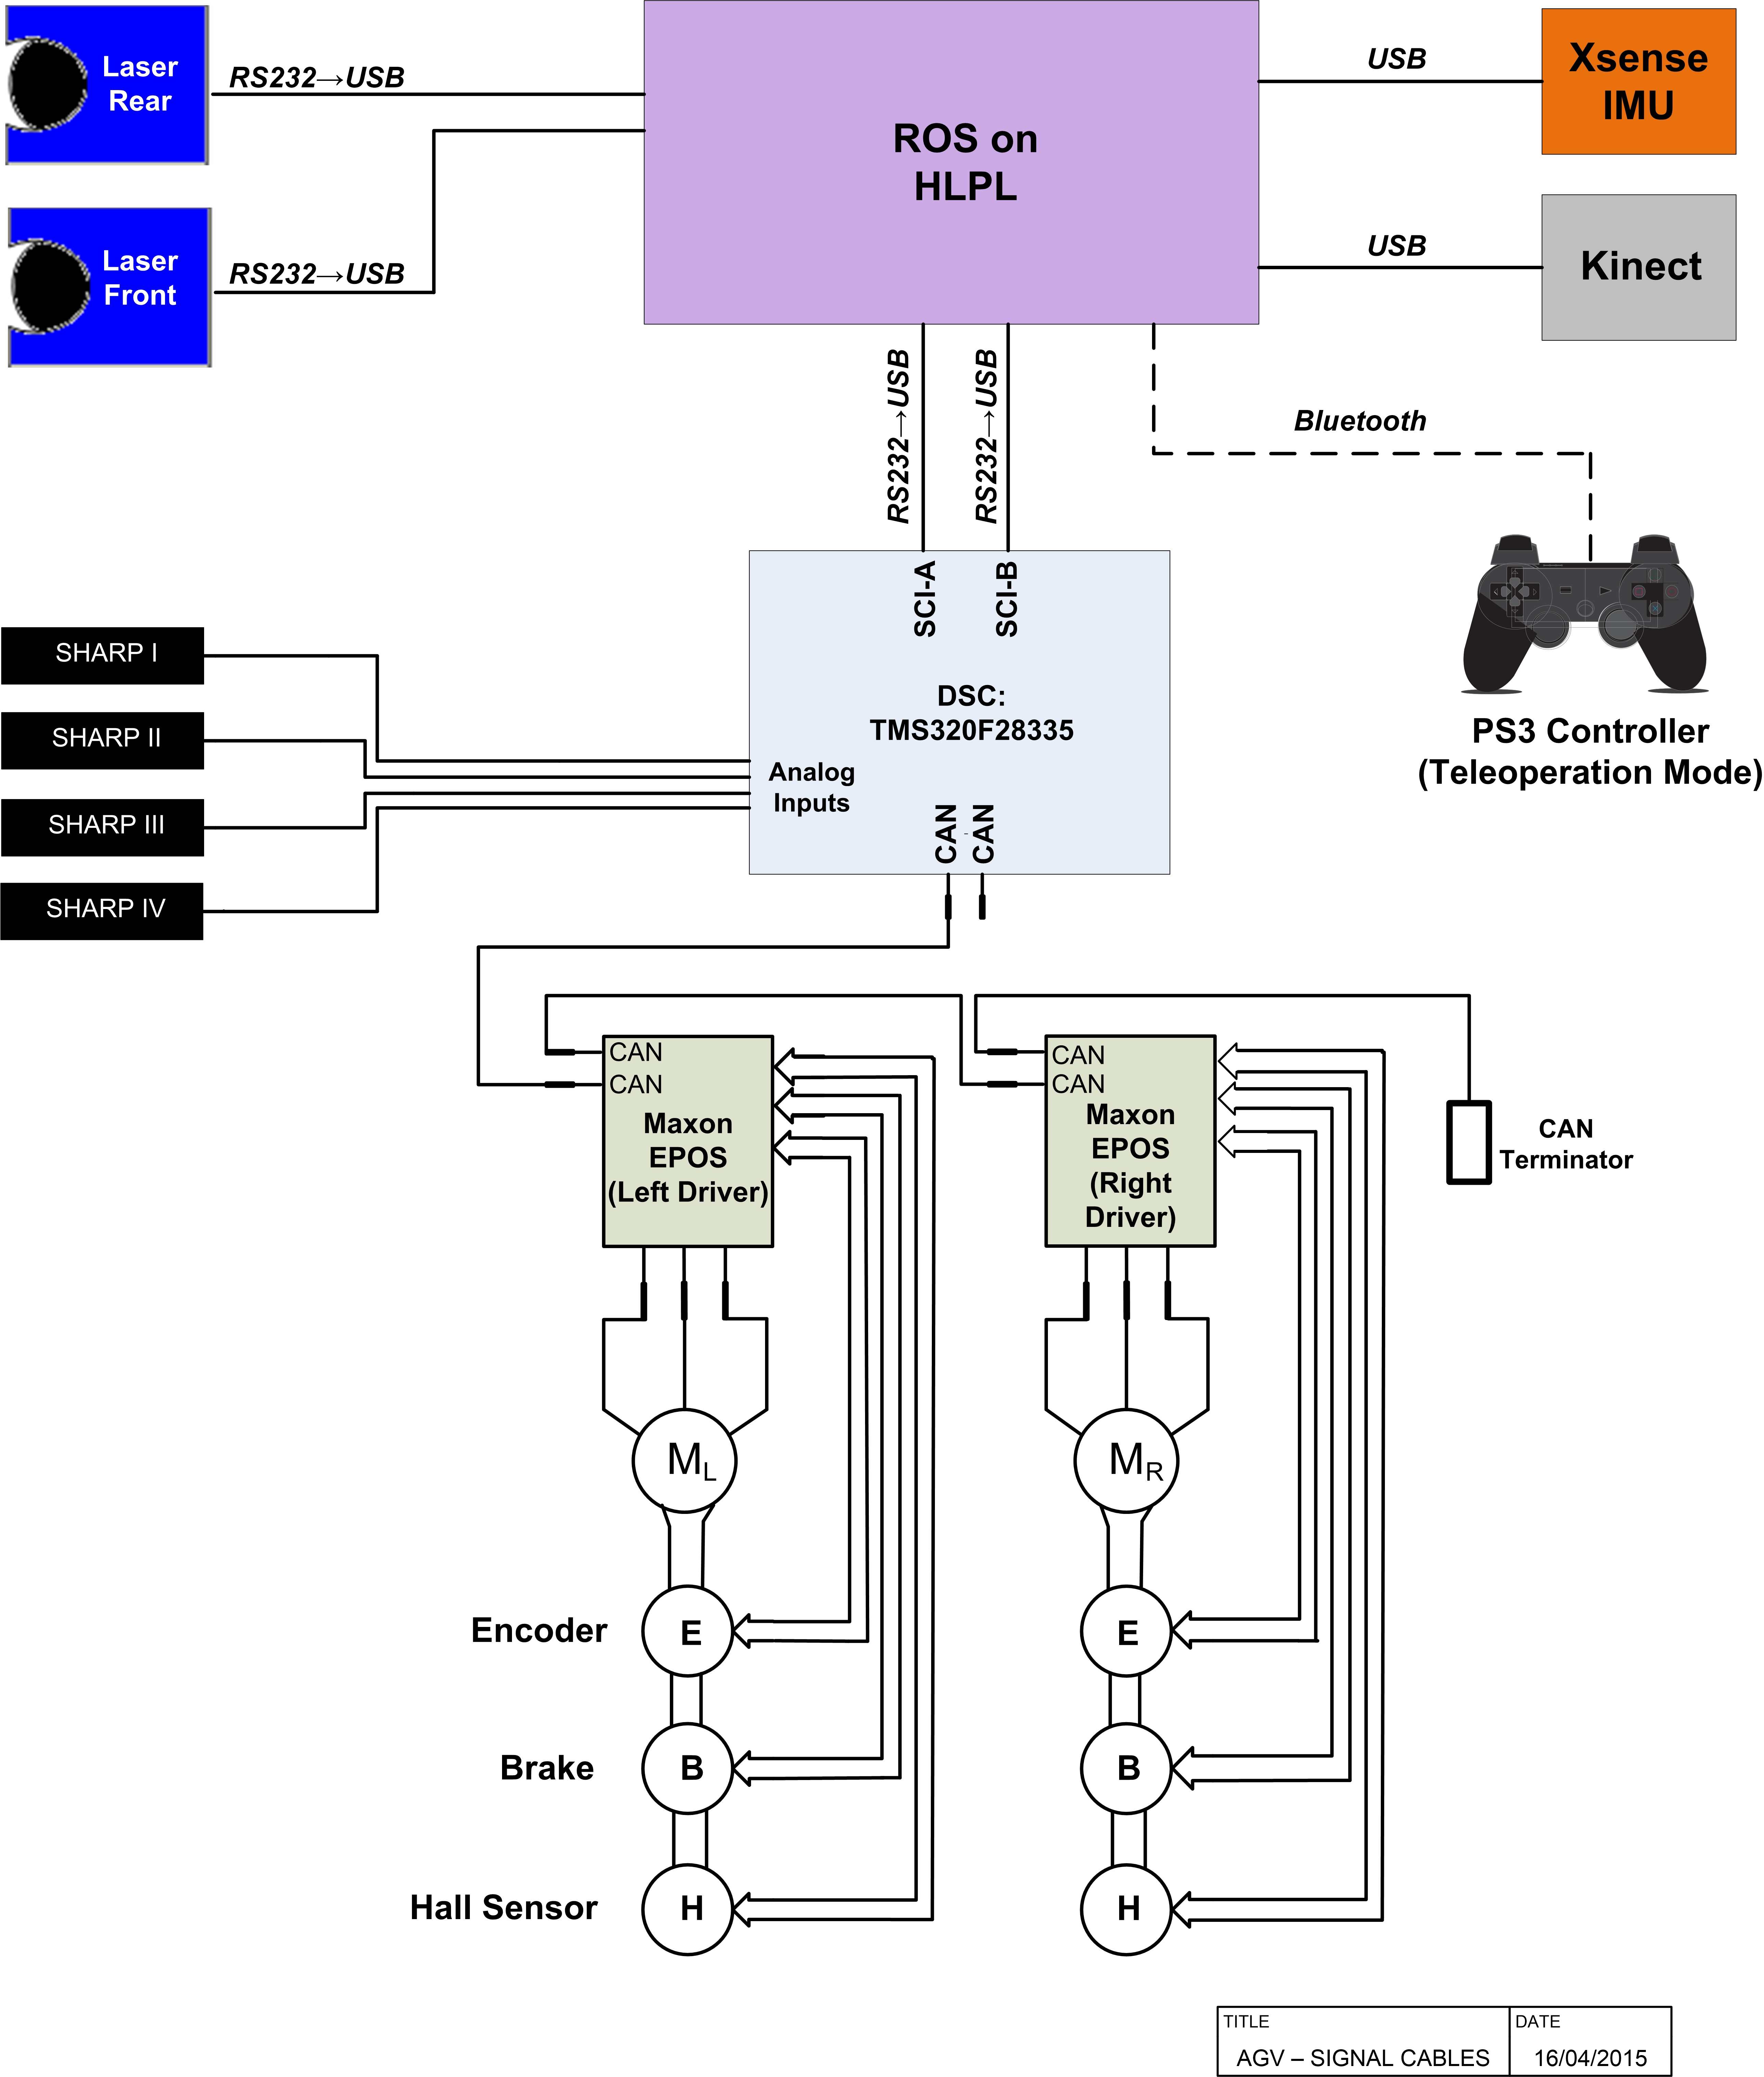 Laser
Rear
RS232→USB
ROS on
HLPL
USB
Xsense
IMU
Laser
Front
RS232→USB
USB
Kinect
RS232→USB
RS232→USB
Bluetooth
SCI-A
SCI-B
DSC:
TMS320F28335
Analog
Inputs
CAN
CAN
SHARP I
SHARP II
SHARP III
SHARP IV
PS3 Controller
(Teleoperation Mode)
CAN
CAN
Maxon
EPOS
(Left Driver)
CAN
CAN
Maxon
EPOS
(Right
Driver)
CAN
Terminator
ML
MR
Encoder
E
E
Brake
B
B
Hall Sensor
H
H
TITLE
DATE
AGV – SIGNAL CABLES
16/04/2015